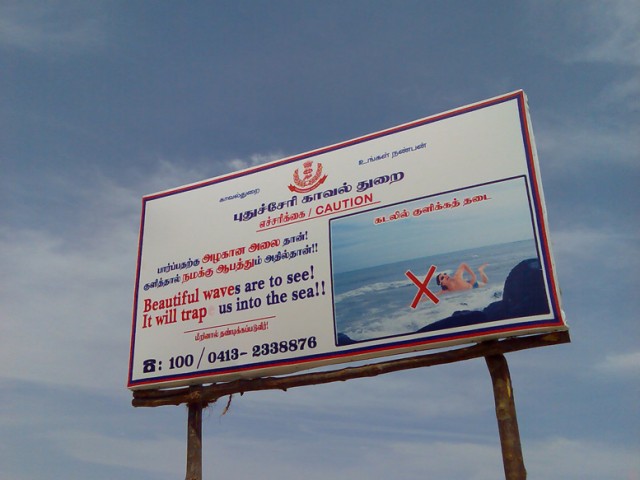 காவல்துறை
உங்கள் நண்பன்
புதுச்சேரி காவல் துறை
எச்சரிக்கை / CAUTION
கடலில் குளிக்கத் தடை
பார்ப்பதற்கு அழகான அலை தான்!
குளித்தால் நமக்கு ஆபத்தும் அதில்தான்!!
Beautiful waves are to see!
It will trap us into the sea!!
மீறினால் தண்டிக்கப்படுவீர்!
☎: 100 / 0413- 2338876